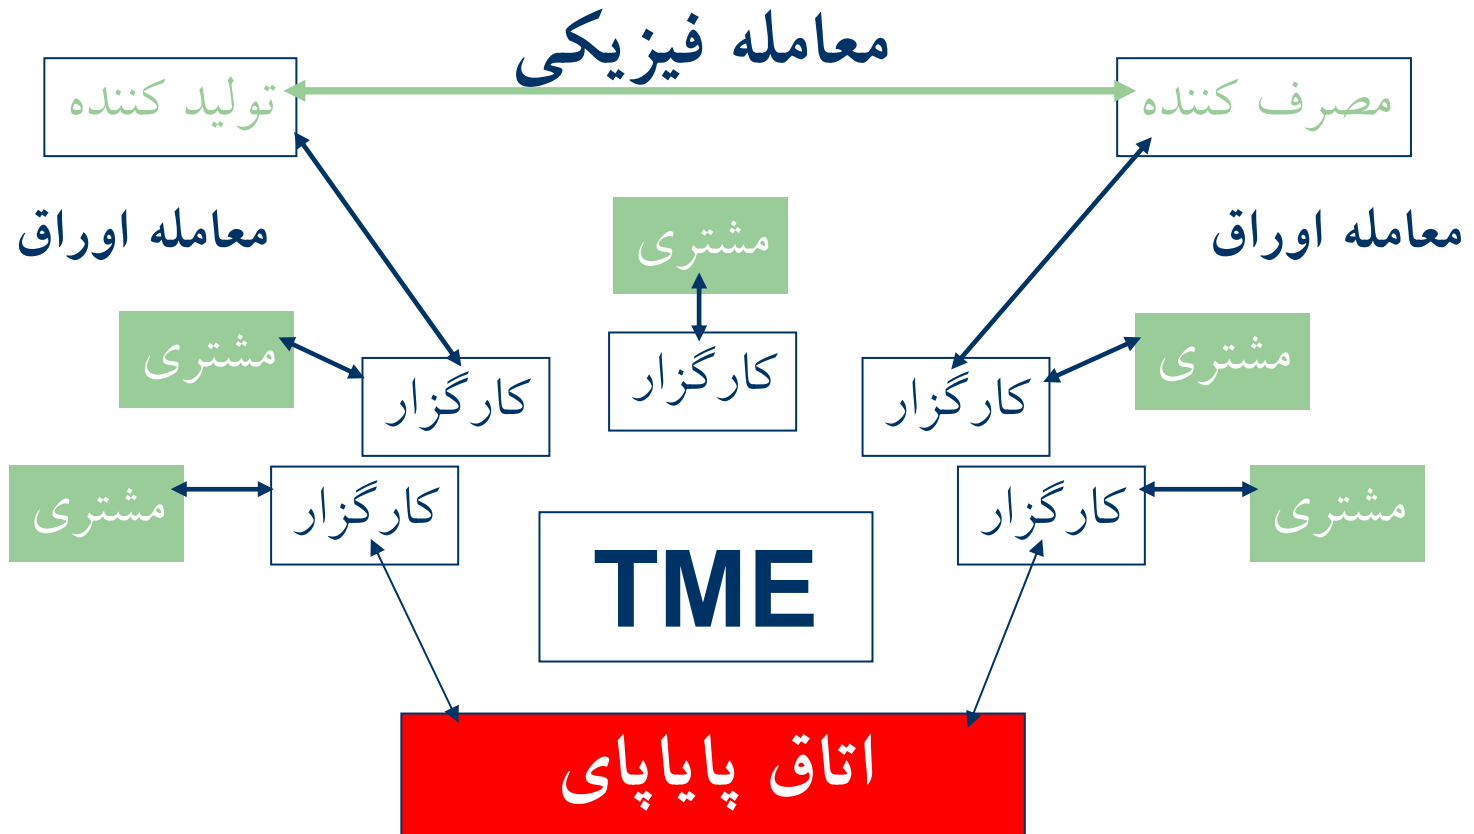 معامله فیزیکی
مصرف کننده
تولید کننده
معامله اوراق
معامله اوراق
مشتری
مشتری
مشتری
کارگزار
کارگزار
کارگزار
مشتری
مشتری
کارگزار
کارگزار
TME
اتاق پایاپای